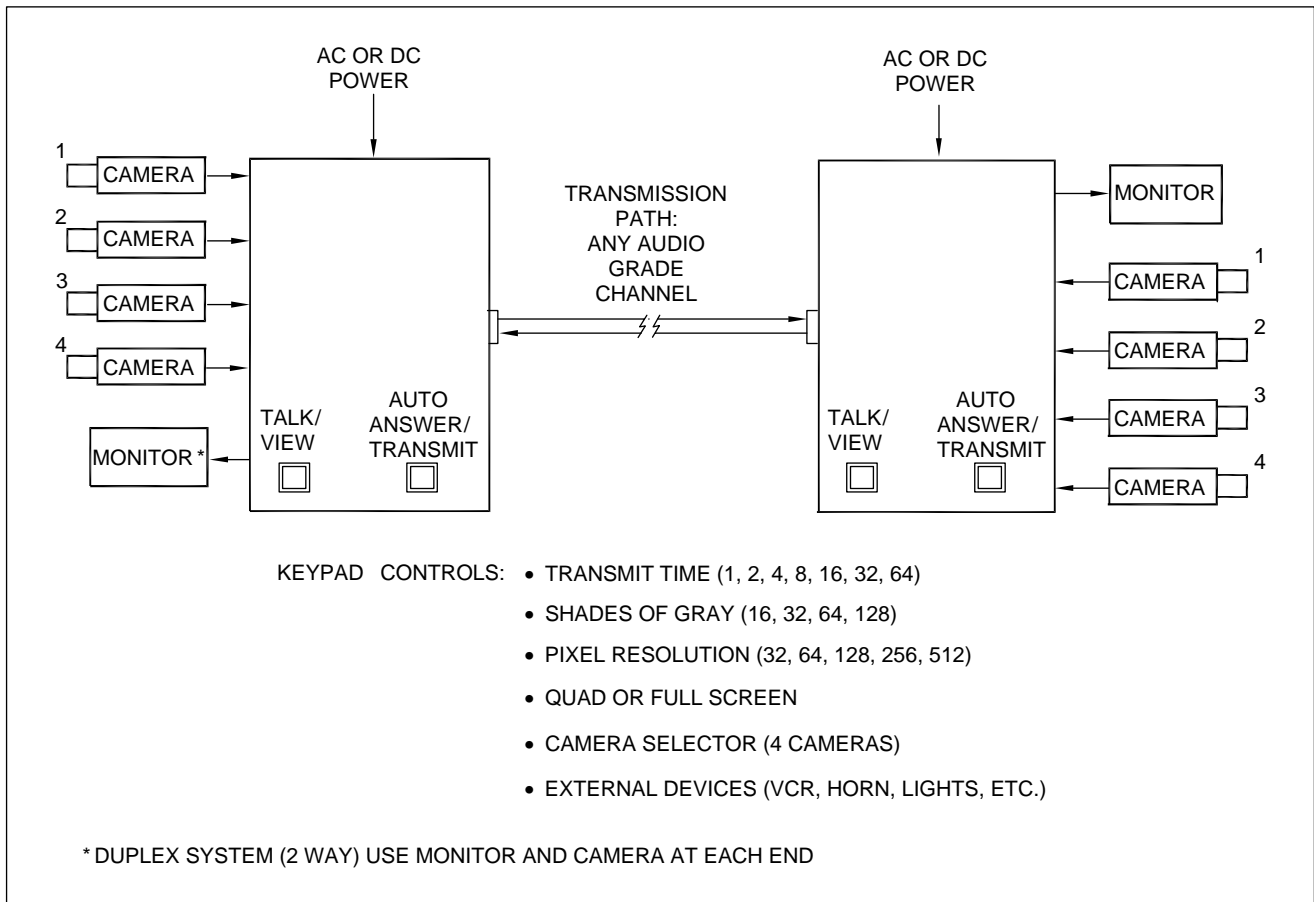 AC OR DC
POWER
AC OR DC
POWER
1
CAMERA
2
CAMERA
3
CAMERA
4
CAMERA
MONITOR *
TALK/
VIEW
AUTO
ANSWER/
TRANSMIT
TRANSMISSION
PATH:
ANY AUDIO
GRADE
CHANNEL
TALK/
VIEW
AUTO
ANSWER/
TRANSMIT
MONITOR
1
CAMERA
2
CAMERA
3
CAMERA
4
CAMERA
KEYPAD CONTROLS: • TRANSMIT TIME (1, 2, 4, 8, 16, 32, 64)
• SHADES OF GRAY (16, 32, 64, 128)
• PIXEL RESOLUTION (32, 64, 128, 256, 512)
• QUAD OR FULL SCREEN
• CAMERA SELECTOR (4 CAMERAS)
• EXTERNAL DEVICES (VCR, HORN, LIGHTS, ETC.)
* DUPLEX SYSTEM (2 WAY) USE MONITOR AND CAMERA AT EACH END